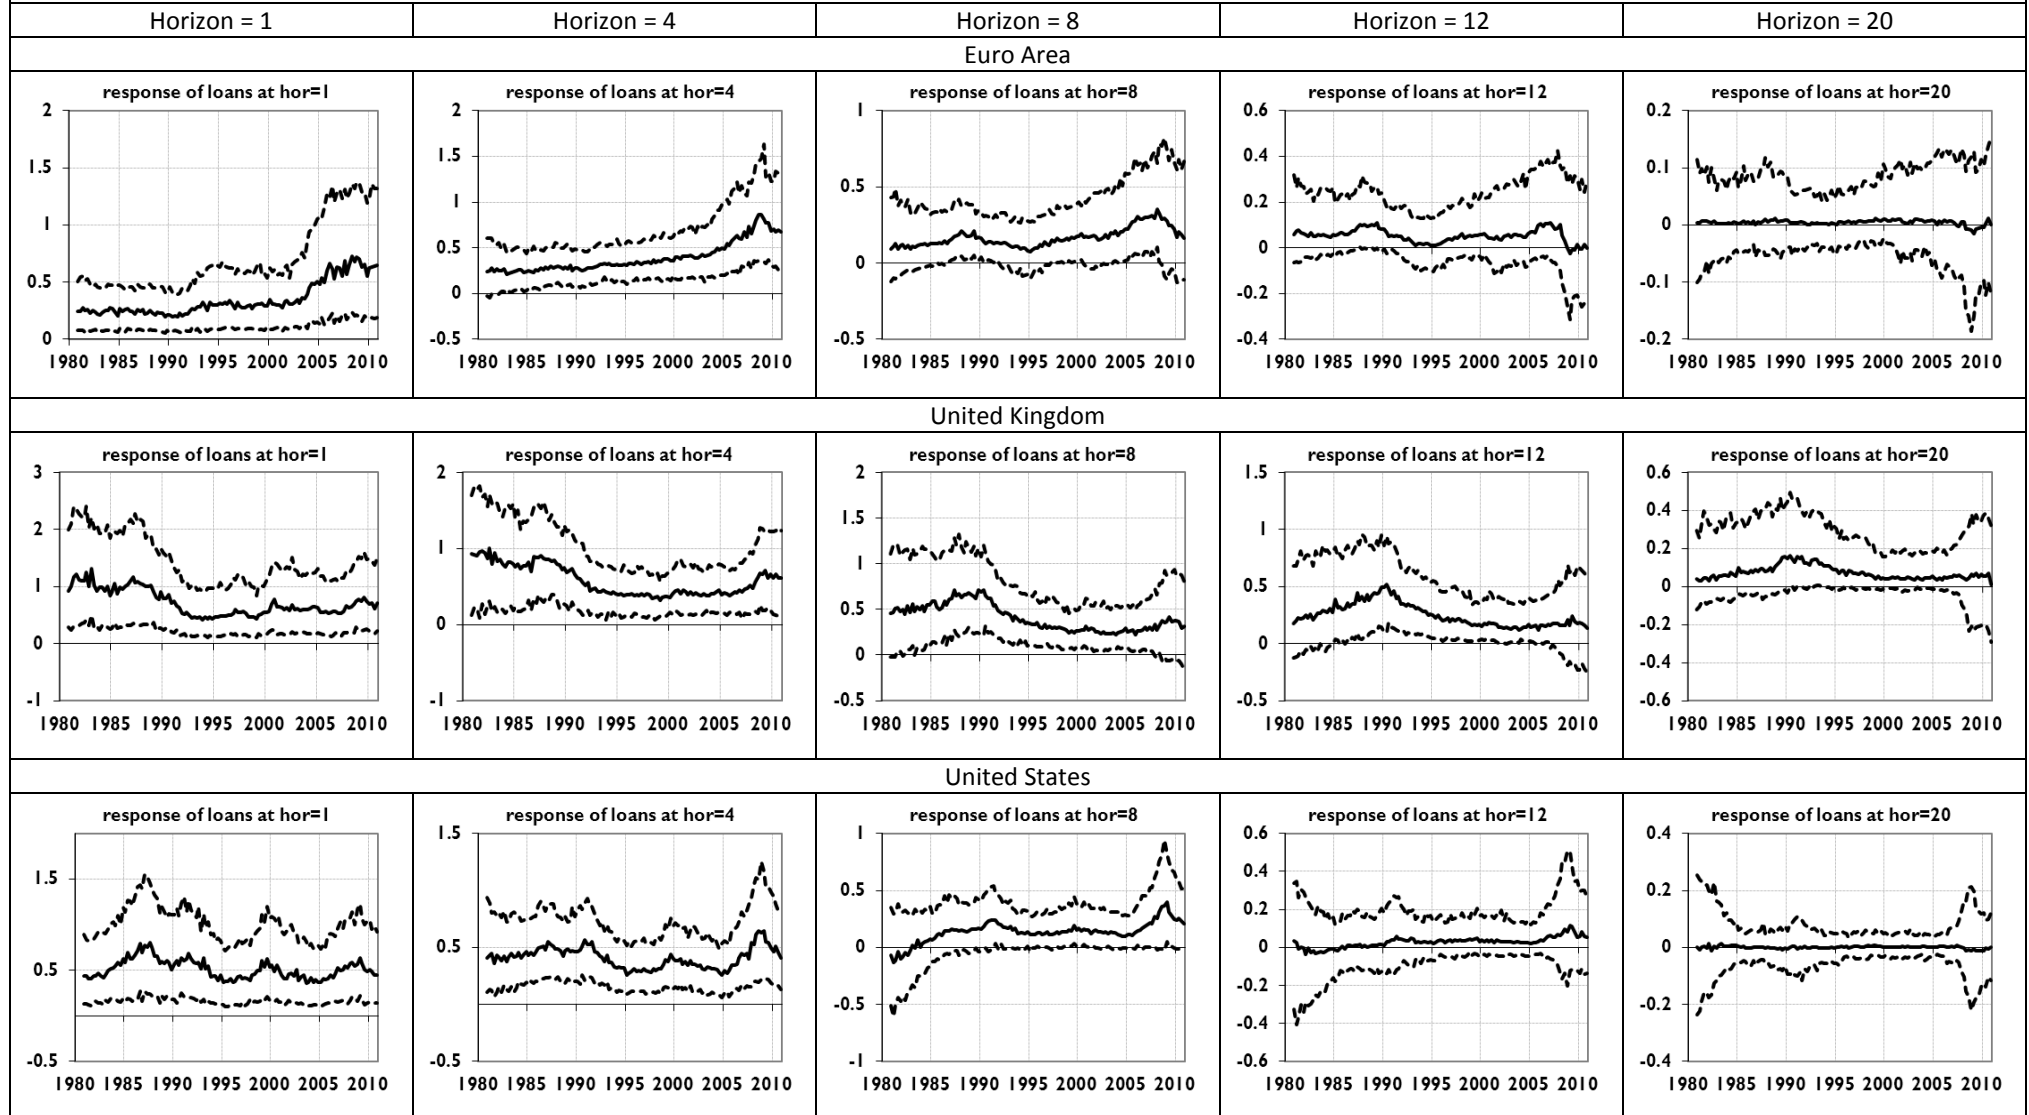 Horizon = 1 Horizon = 4 Horizon = 8 Horizon = 12 Horizon = 20
Euro Area
response of loans at hor=1 response of loans at hor=4 response of loans at hor=8 response of loans at hor=12 response of loans at hor=20
2 2 1 0.6 0.2
1.5 1.5 0.4 0.1
1 1 0.5 0.2 0
0.5 0.5 0 0 -0.1
0 0 -0.2
-0.5 -0.5 -0.4 -0.2
1980 1985 1990 1995 2000 2005 2010 1980 1985 1990 1995 2000 2005 2010 1980 1985 1990 1995 2000 2005 2010 1980 1985 1990 1995 2000 2005 2010 1980 1985 1990 1995 2000 2005 2010
United Kingdom
response of loans at hor=1 response of loans at hor=4 response of loans at hor=8 response of loans at hor=12 response of loans at hor=20
3 2 2 1.5 0.6
2 1.5 0.4
1 1 1 1 0.2
0 0 0.5 0.5 0
0 0 -0.2
-0.4
-1 -1 -0.5 -0.5 -0.6
1980 1985 1990 1995 2000 2005 2010 1980 1985 1990 1995 2000 2005 2010 1980 1985 1990 1995 2000 2005 2010 1980 1985 1990 1995 2000 2005 2010 1980 1985 1990 1995 2000 2005 2010
United States
response of loans at hor=1 response of loans at hor=4 response of loans at hor=8 response of loans at hor=12 response of loans at hor=20
1.5 1 0.6 0.4
1.5 0.5 0.4 0.2
0.5 0.2
0.5 0 0 0
-0.5 -0.2 -0.2
-0.4
-0.5 -0.5 -1 -0.6 -0.4
1980 1985 1990 1995 2000 2005 2010 1980 1985 1990 1995 2000 2005 2010 1980 1985 1990 1995 2000 2005 2010 1980 1985 1990 1995 2000 2005 2010 1980 1985 1990 1995 2000 2005 2010